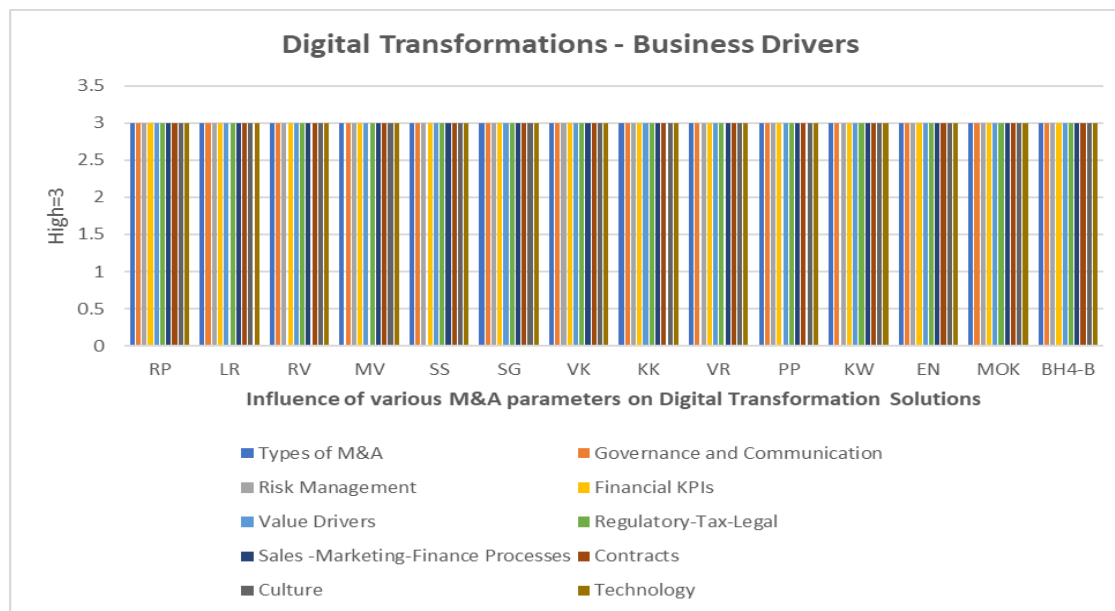 Digital Transformations - Business Drivers
3.5
3
2.5
2
1.5
1
0.5
0
High=3
RP LR RV MV SS SG VK KK VR PP KW EN MOK BH4-B
Influence of various M&A parameters on Digital Transformation Solutions
Types of M&A Governance and Communication
Risk Management Financial KPIs
Value Drivers Regulatory-Tax-Legal
Sales -Marketing-Finance Processes Contracts
Culture Technology